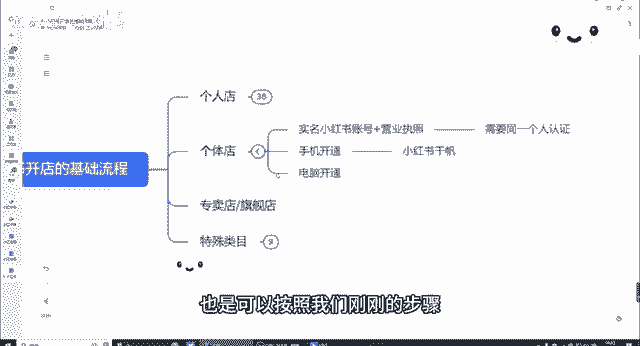 开店的基础流程
个人店
36
个体店
实名小红书账号+营业执照
需要同一个人认证
手机开通
小红书千帆
电脑开通
专卖店/旗舰店
特殊类目
9
也是可以按照我们刚刚的步骤